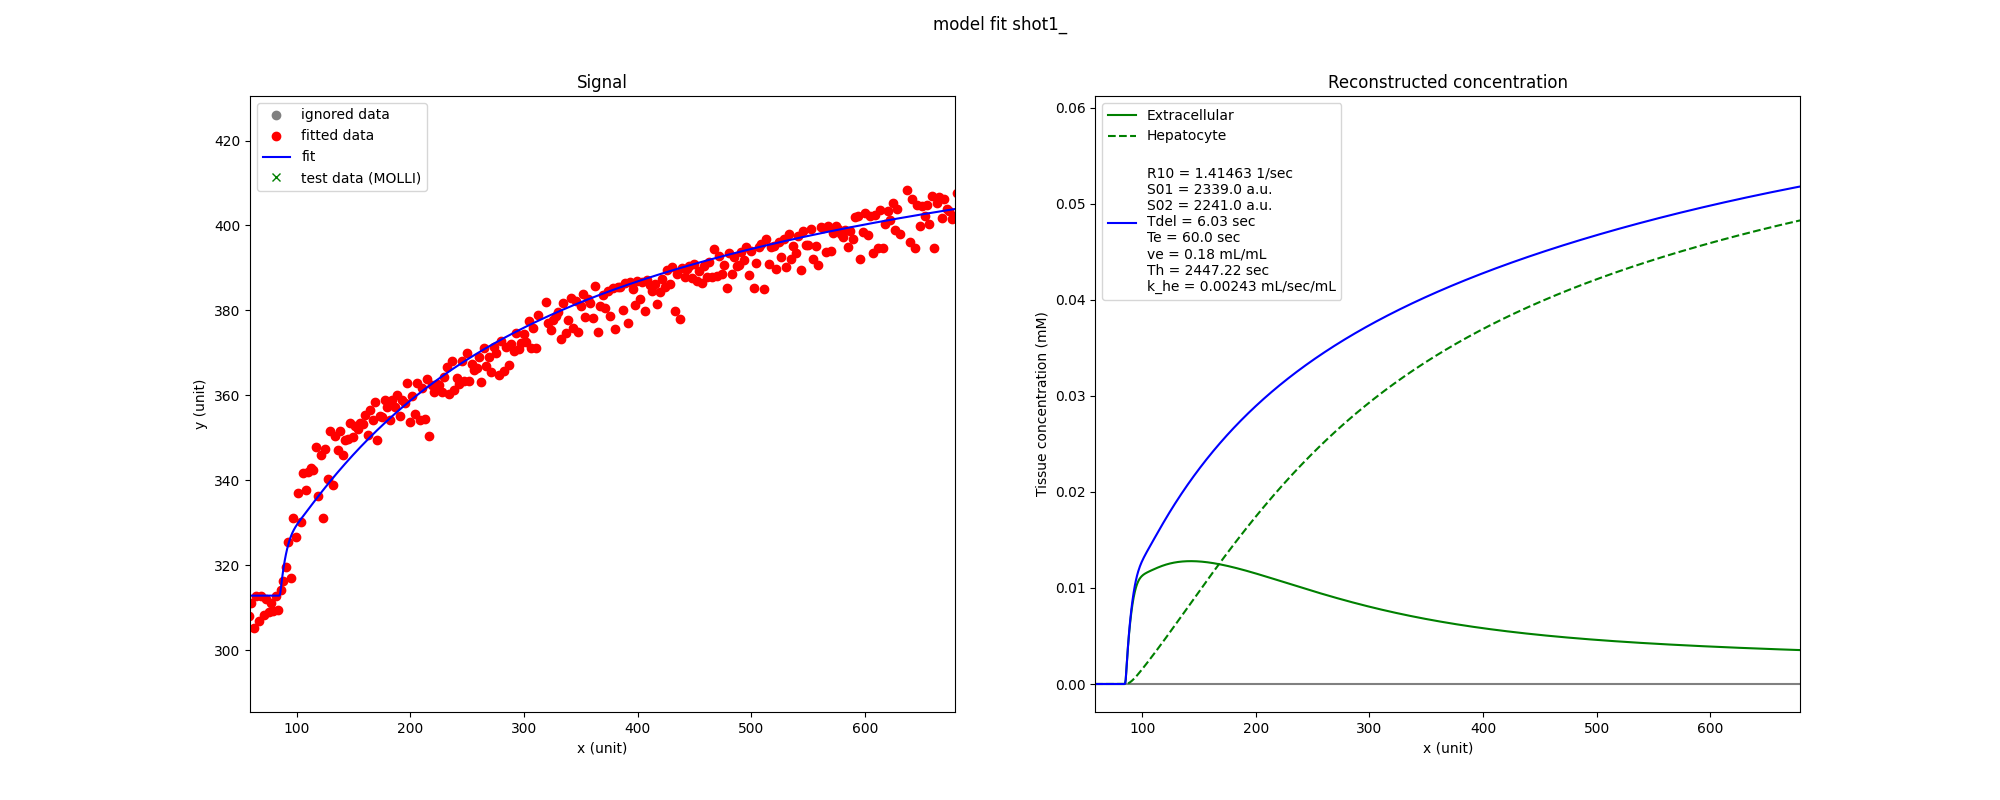 model fit shot1_
Signal
ignored data
fitted data
fit
test data (MOLLI)
420
400
380
360
340
320
300
y (unit)
100 200 300 400 500 600
x (unit)
Reconstructed concentration
Extracellular
Hepatocyte
R10 = 1.41463 1/sec
S01 = 2339.0 a.u.
S02 = 2241.0 a.u.
Tdel = 6.03 sec
Te = 60.0 sec
ve = 0.18 mL/mL
Th = 2447.22 sec
k_he = 0.00243 mL/sec/mL
0.06
0.05
0.04
0.03
0.02
0.01
0.00
Tissue concentration (mM)
100 200 300 400 500 600
x (unit)